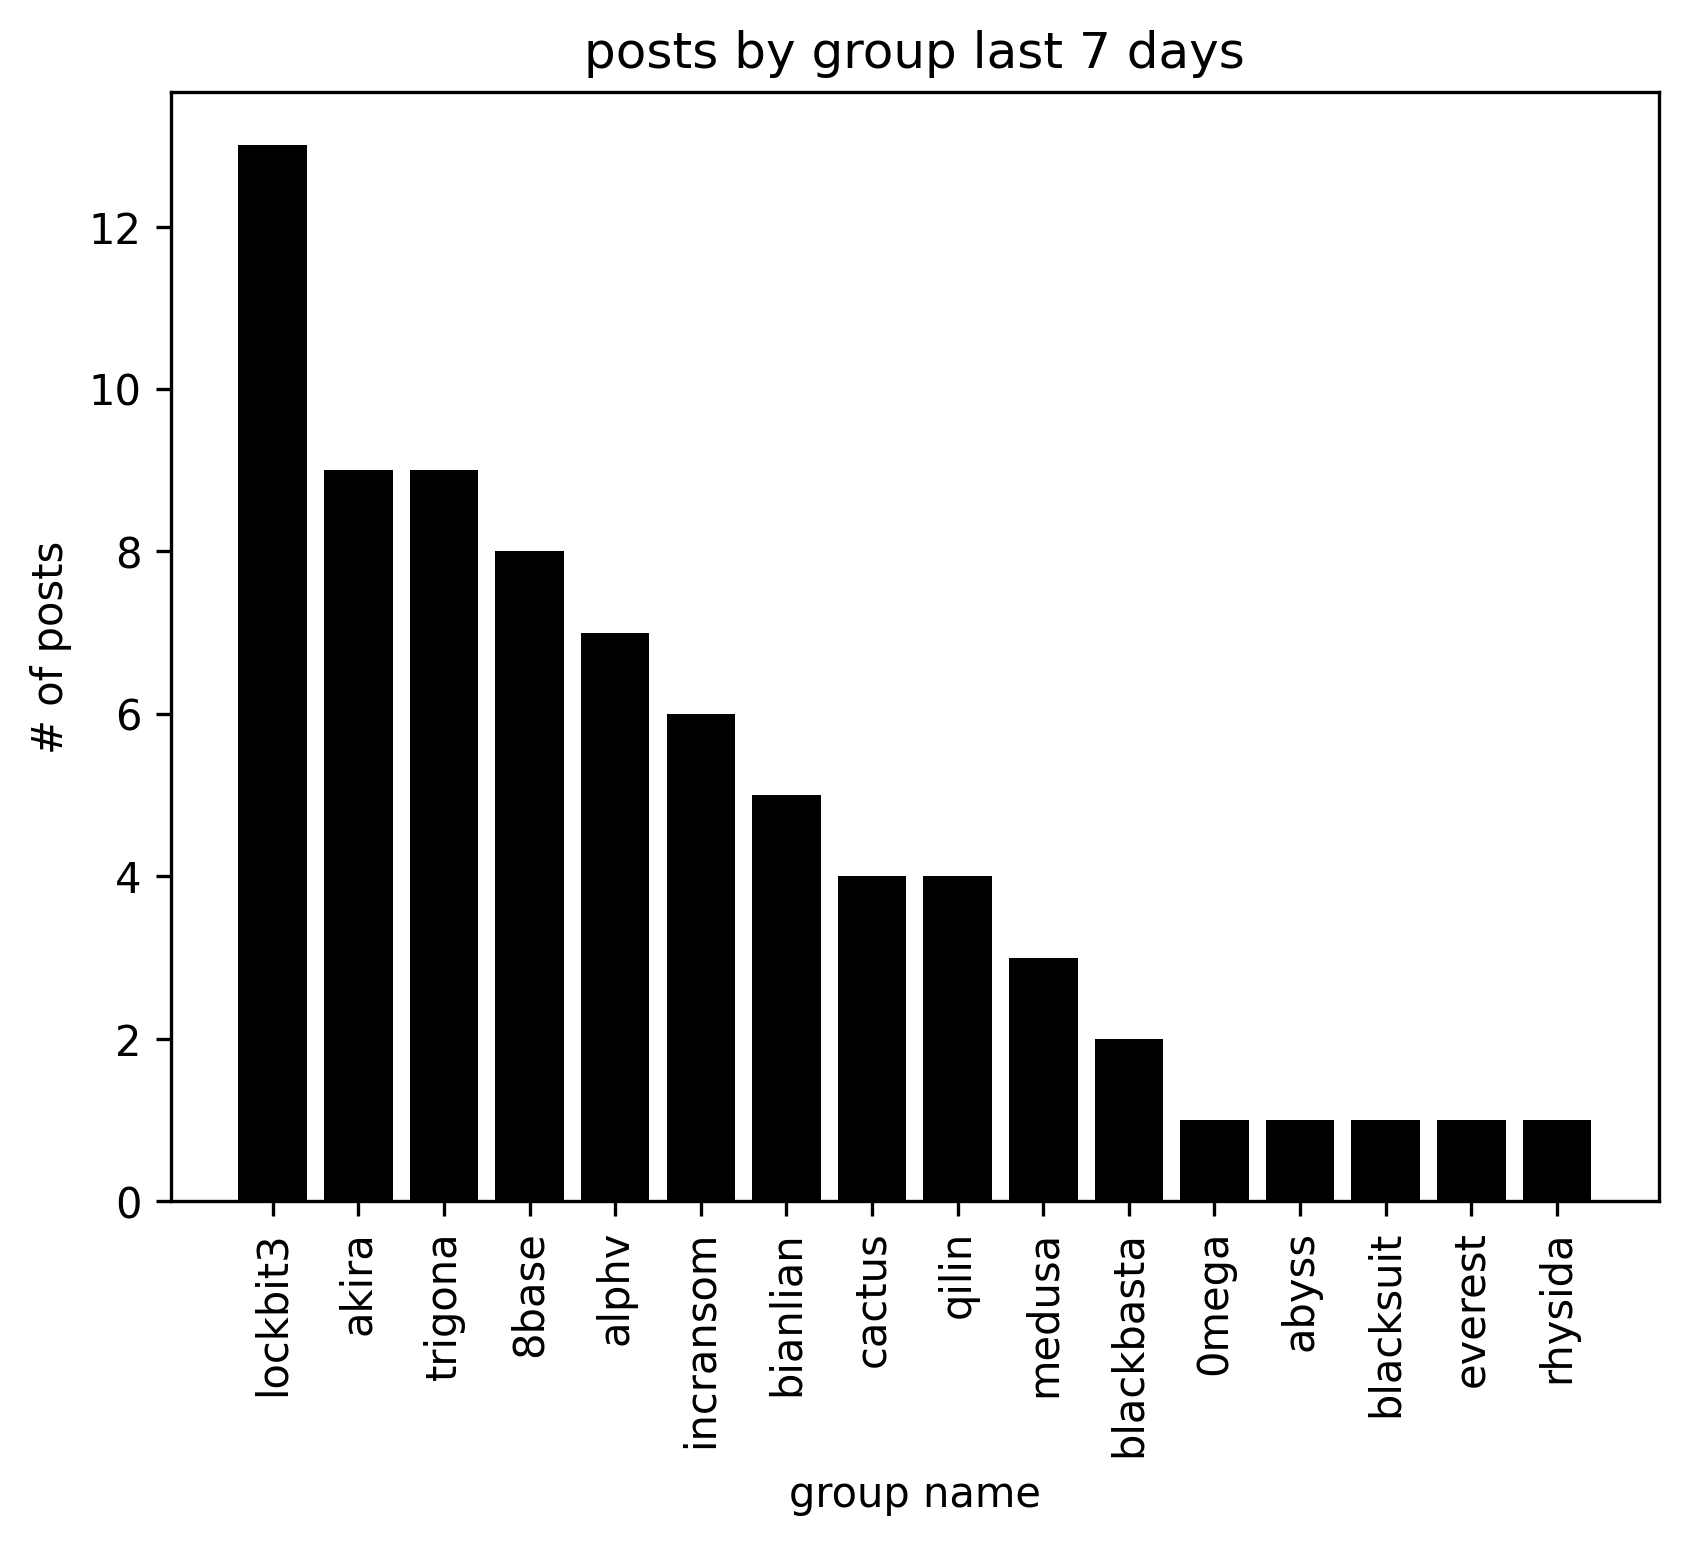 posts by group last 7 days
# of posts
12
10
8
6
4
2
0
lockbit3
akira
trigona
8base
alphv
incransom
bianlian
cactus
qilin
medusa
blackbasta
0mega
abyss
blacksuit
everest
rhysida
group name